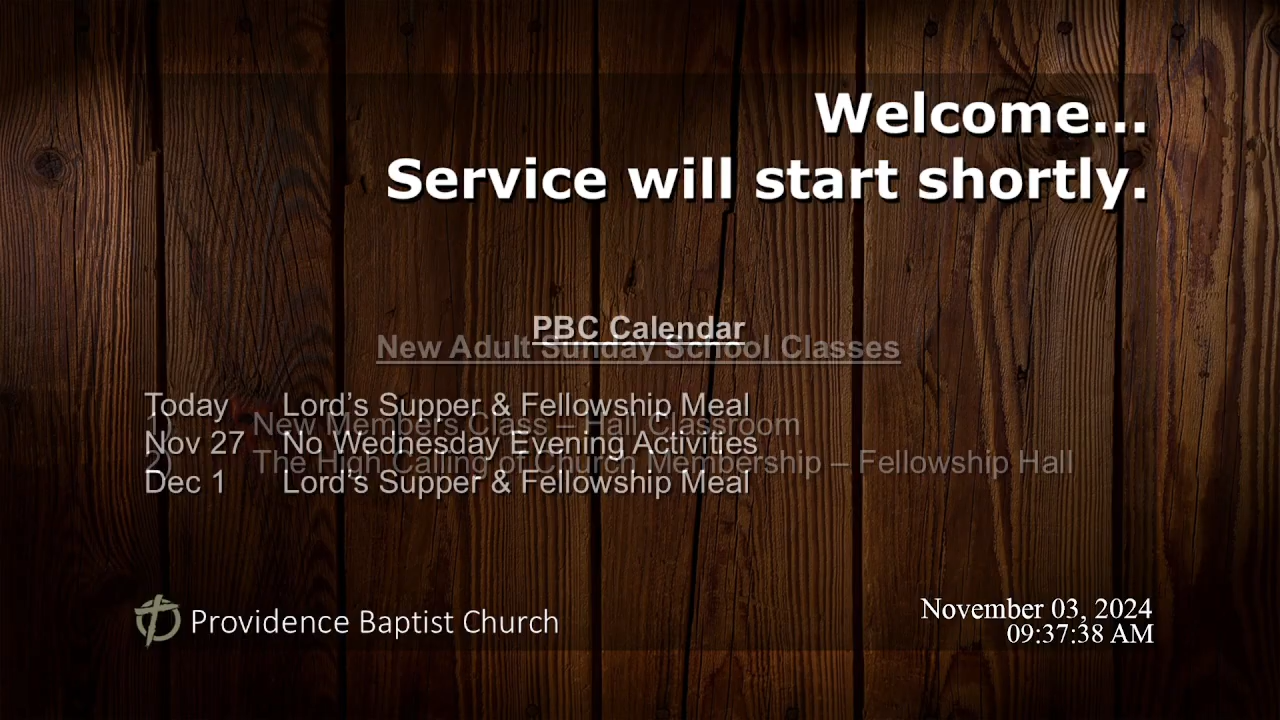 Welcome...
Service will start shortly.
PBC Calendar
New Adult Sunday School Classes
Today Lord's Supper & Fellowship Meal
1) New Members Class – Hall Classroom
Nov 27 No Wednesday Evening Activities
2) The High Calling of Church Membership – Fellowship Hall
Dec 1 Lord's Supper & Fellowship Meal
Providence Baptist Church
November 03, 2024
09:37:38 AM